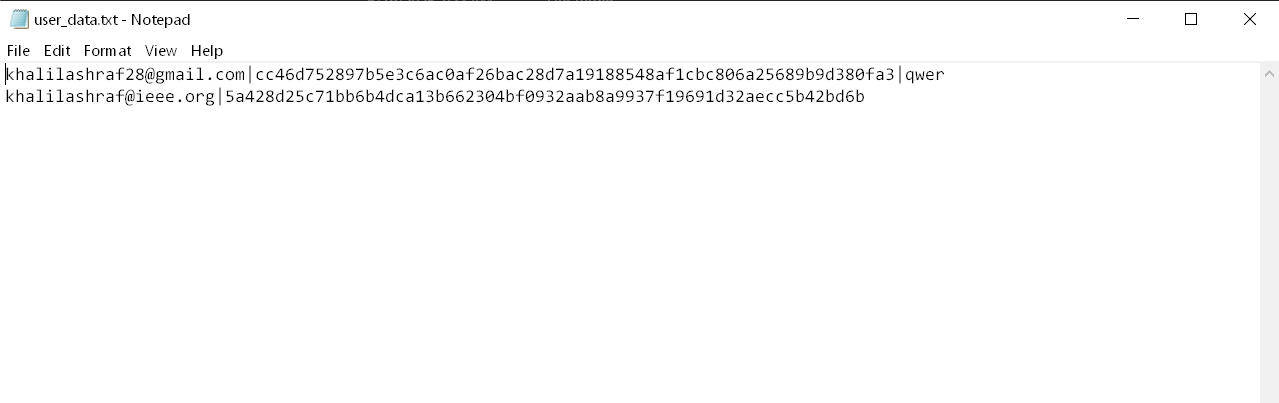 user_data.txt - Notepad
File Edit Format View Help
khalilashraf28@gmail.com|cc46d752897b5e3c6ac0af26bac28d7a19188548af1cbc806a25689b9d380fa3|qwer
khalilashraf@ieee.org|5a428d25c71bb6b4dca13b662304bf0932aab8a9937f19691d32aecc5b42bd6b